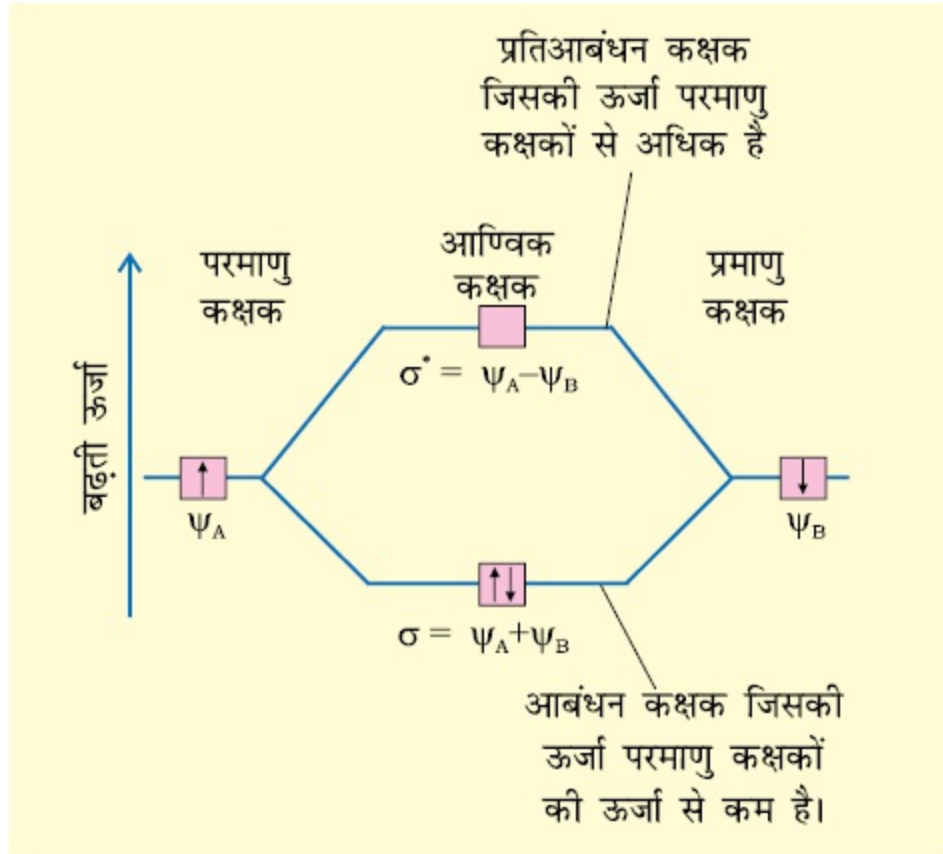 प्रतिआबंधन कक्षक
जिसकी ऊर्जा परमाणु
कक्षकों से अधिक है
परमाणु
कक्षक
आण्विक
कक्षक
प्रमाणु
कक्षक
σ* = ψA–ψB
बढ़ती ऊर्जा
↑
ψA
↓
ψB
↑↓
σ = ψA+ψB
आबंधन कक्षक जिसकी
ऊर्जा परमाणु कक्षकों
की ऊर्जा से कम है।